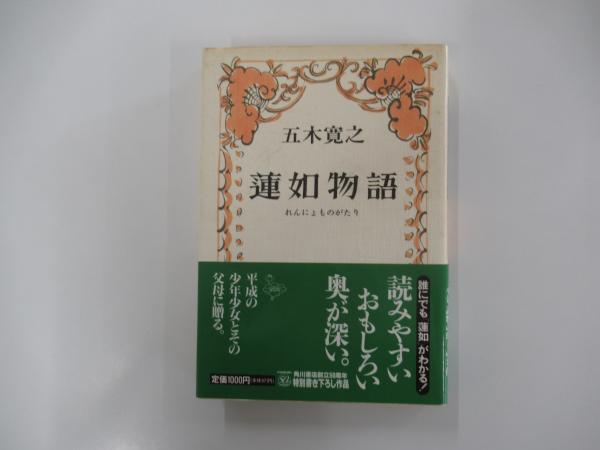 五木寛之
蓮如物語
れんにょものがたり
誰にでも「蓮如」がわかる!
読みやすい
おもしろい
奥が深い。
平成の
少年少女とその
父母に贈る。
角川書店創立50周年
特別書き下ろし作品
定価1000円